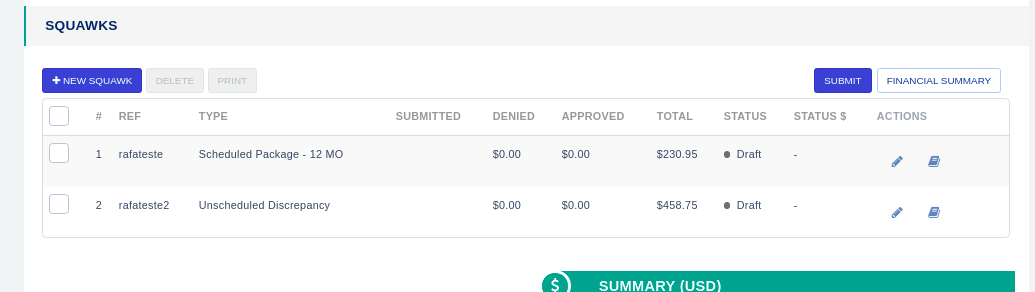 SQUAWKS
NEW SQUAWK DELETE PRINT SUBMIT FINANCIAL SUMMARY
# REF TYPE SUBMITTED DENIED APPROVED TOTAL STATUS STATUS $ ACTIONS
1 rafateste Scheduled Package - 12 MO $0.00 $0.00 $230.95 Draft -
2 rafateste2 Unscheduled Discrepancy $0.00 $0.00 $458.75 Draft -
$ SUMMARY (USD)